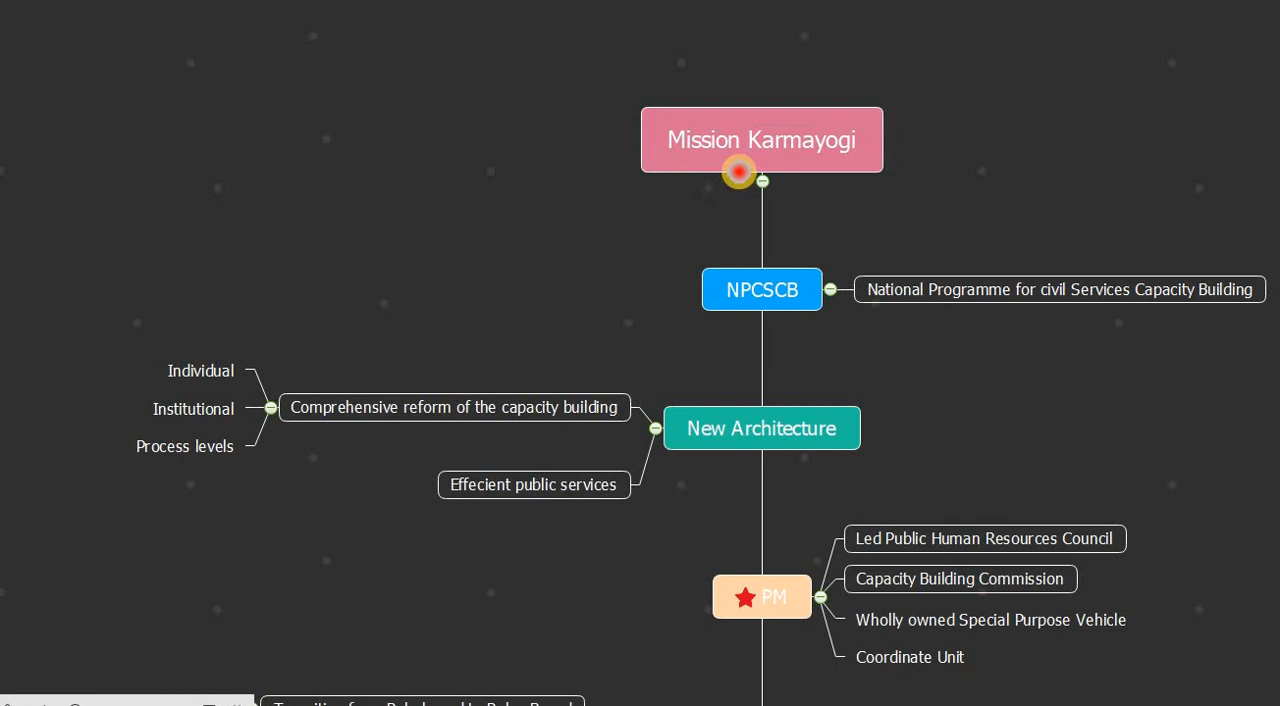 Mission Karmayogi
NPCSCB
National Programme for civil Services Capacity Building
New Architecture
Comprehensive reform of the capacity building
Individual
Institutional
Process levels
Effecient public services
PM
Led Public Human Resources Council
Capacity Building Commission
Wholly owned Special Purpose Vehicle
Coordinate Unit